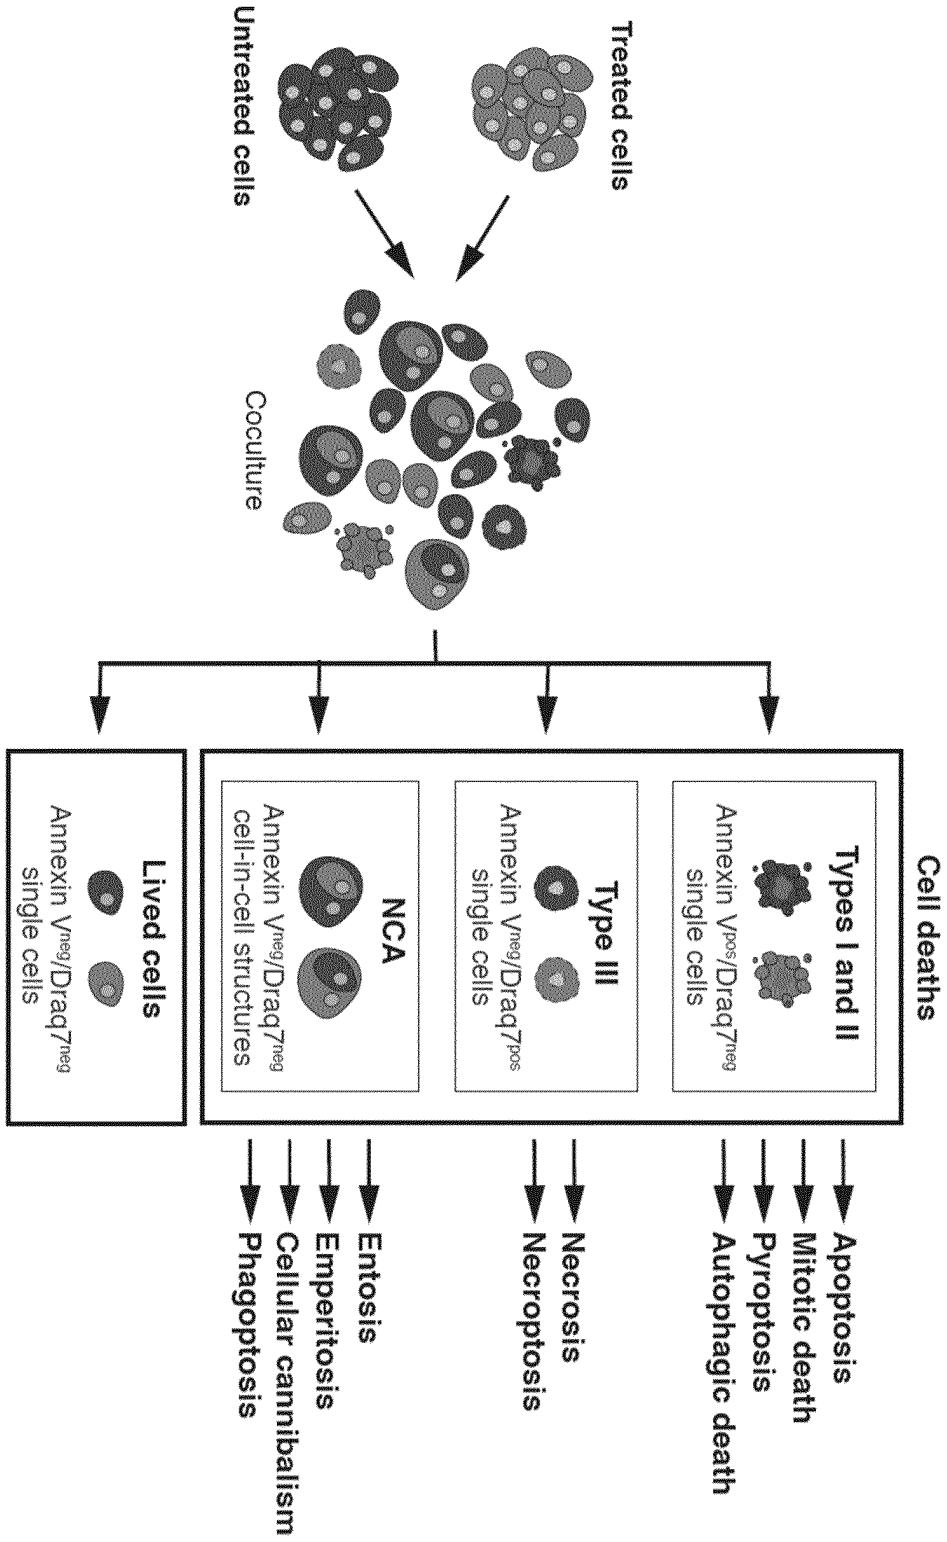 Treated cells
Untreated cells
Coculture
Cell deaths
Types I and II
Annexin Vᵖᵒˢ/Draq7ⁿᵉᵍ
single cells
Type III
Annexin Vⁿᵉᵍ/Draq7ᵖᵒˢ
single cells
NCA
Annexin Vⁿᵉᵍ/Draq7ⁿᵉᵍ
cell-in-cell structures
Lived cells
Annexin Vⁿᵉᵍ/Draq7ⁿᵉᵍ
single cells
Apoptosis
Mitotic death
Pyroptosis
Autophagic death
Necrosis
Necroptosis
Entosis
Emperitosis
Cellular cannibalism
Phagoptosis